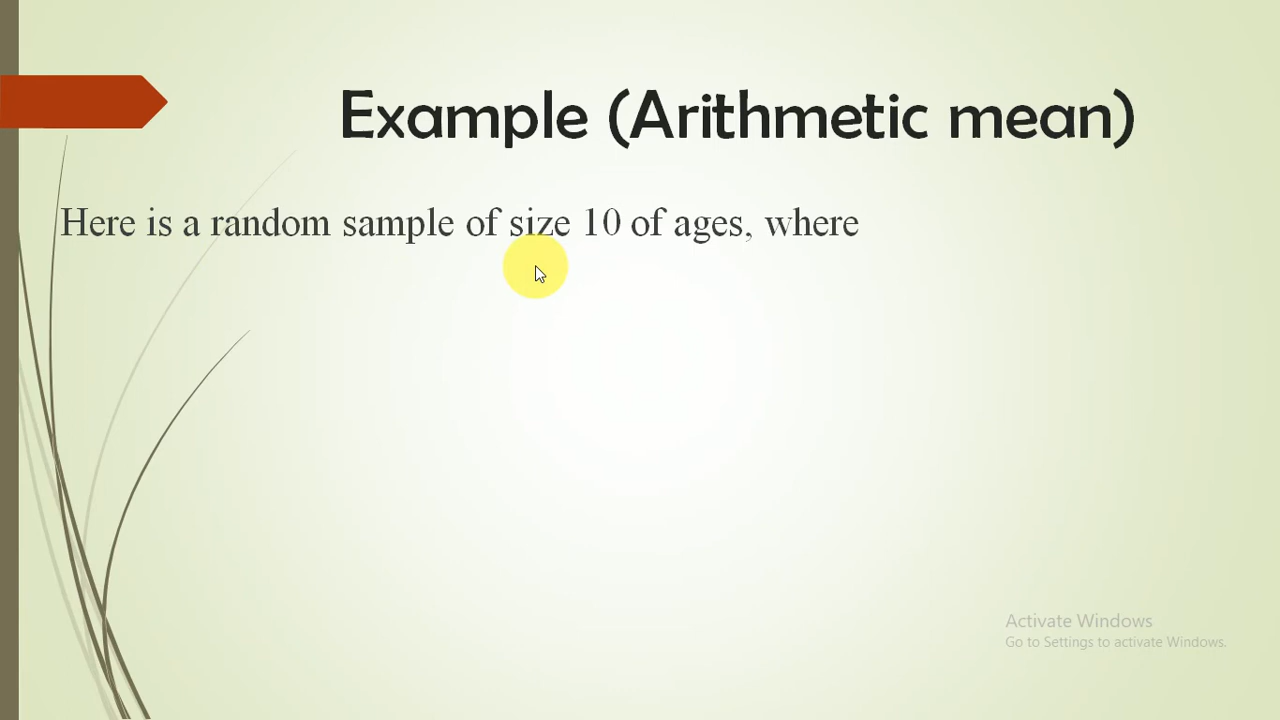 Example (Arithmetic mean)
Here is a random sample of size 10 of ages, where
Activate Windows
Go to Settings to activate Windows.